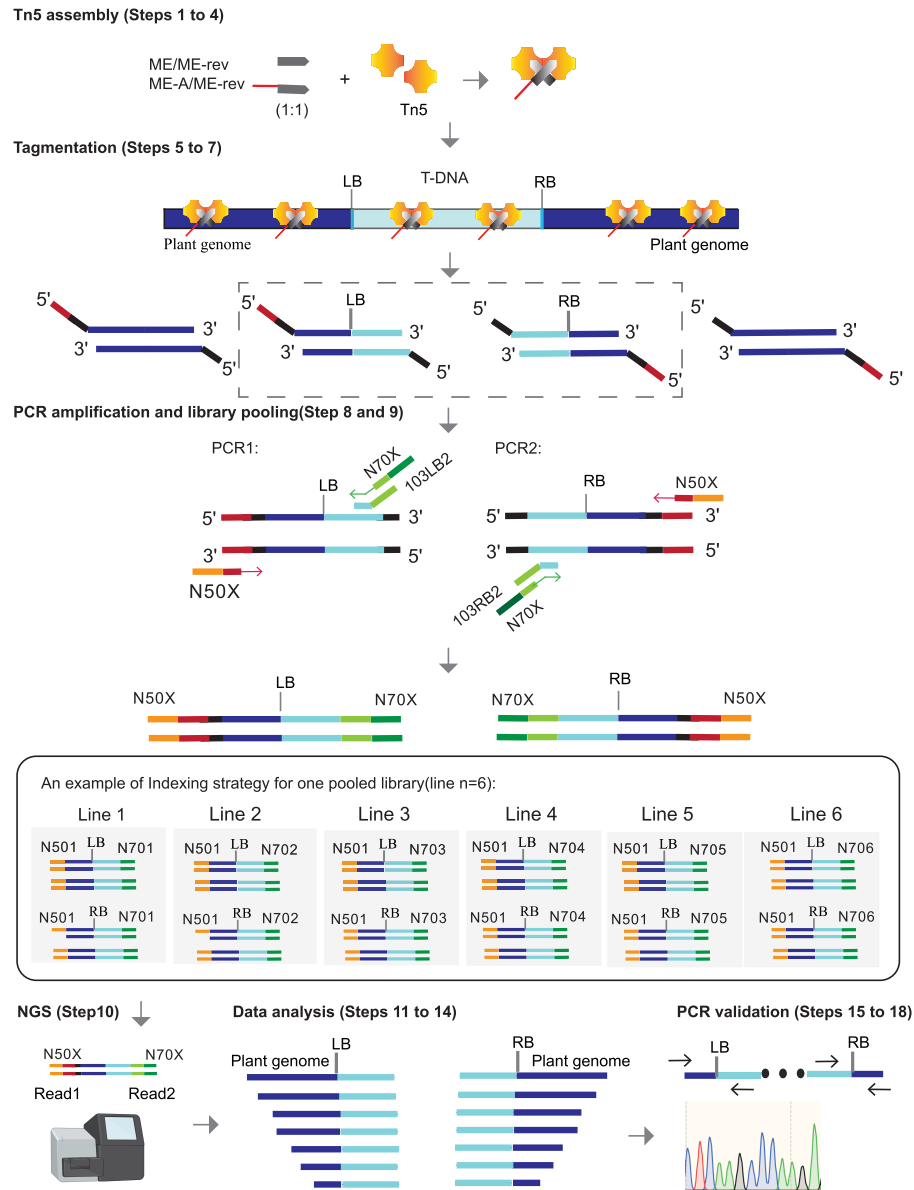 Tn5 assembly (Steps 1 to 4)
ME/ME-rev
ME-A/ME-rev
(1:1)
+
Tn5
Tagmentation (Steps 5 to 7)
LB
T-DNA
RB
Plant genome
Plant genome
5'
3'
3'
5'
5'
LB
3'
3'
5'
5'
RB
3'
3'
5'
5'
3'
3'
5'
PCR amplification and library pooling(Step 8 and 9)
PCR1:
N70X
103LB2
LB
5'
3'
3'
5'
N50X
PCR2:
RB
N50X
5'
3'
3'
5'
103RB2
N70X
N50X
LB
N70X
N70X
RB
N50X
An example of Indexing strategy for one pooled library(line n=6):
Line 1
Line 2
Line 3
Line 4
Line 5
Line 6
N501 LB N701
N501 LB N702
N501 LB N703
N501 LB N704
N501 LB N705
N501 LB N706
N501 RB N701
N501 RB N702
N501 RB N703
N501 RB N704
N501 RB N705
N501 RB N706
NGS (Step10)
N50X
N70X
Read1
Read2
Data analysis (Steps 11 to 14)
LB
Plant genome
RB
Plant genome
PCR validation (Steps 15 to 18)
LB
RB